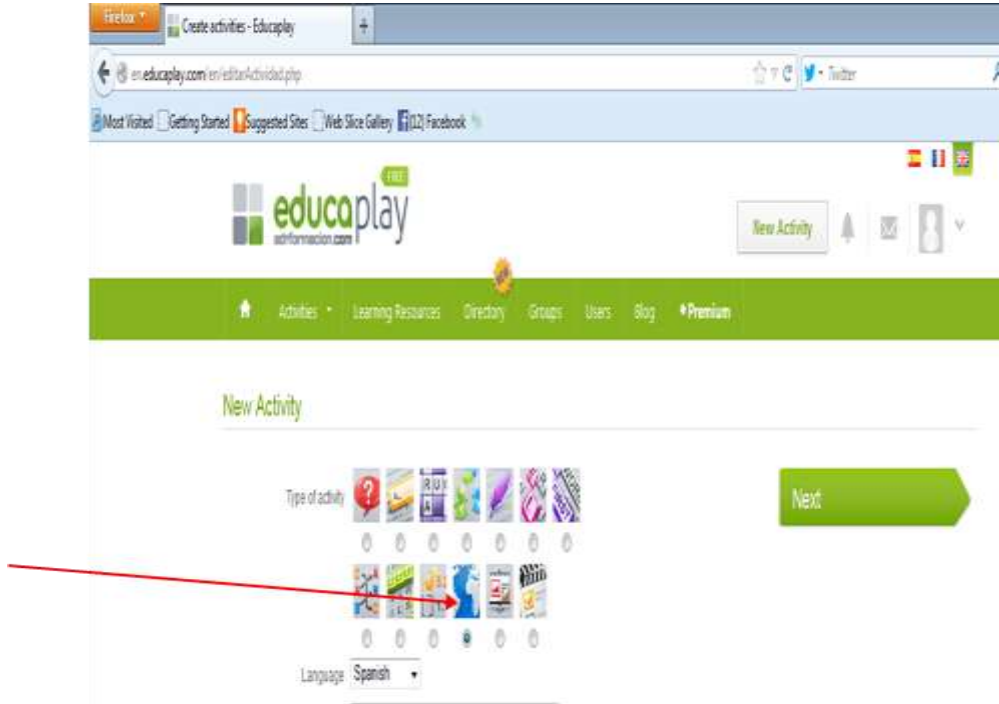 Firefox
Create activities - Educaplay
+
en.educaplay.com/en/editarActividad.php
Twitter
Most Visited Getting Started Suggested Sites Web Slice Gallery (12) Facebook
FREE
educaplay
adrformacion.com
New Activity
Activities Learning Resources Directory Groups Users Blog +Premium
New Activity
Type of activity
Next
Language Spanish